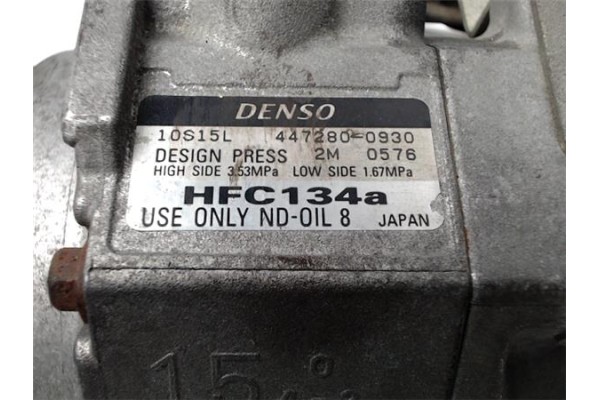 DENSO
10S15L 447280-0930
DESIGN PRESS 2M 0576
HIGH SIDE 3.53MPa LOW SIDE 1.67MPa
HFC134a
USE ONLY ND-OIL 8 JAPAN
15